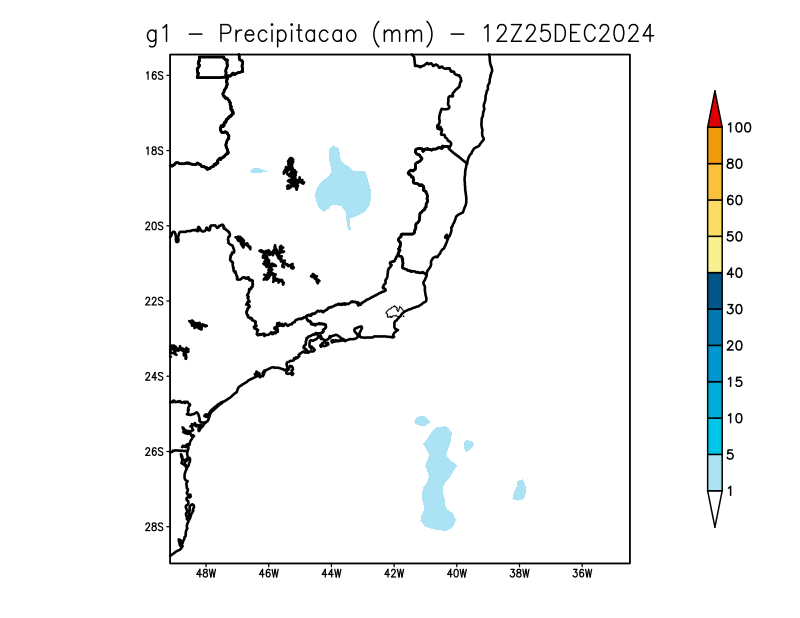 g1 – Precipitacao (mm) – 12Z25DEC2024
16S
18S
20S
22S
24S
26S
28S
48W 46W 44W 42W 40W 38W 36W
100
80
60
50
40
30
20
15
10
5
1